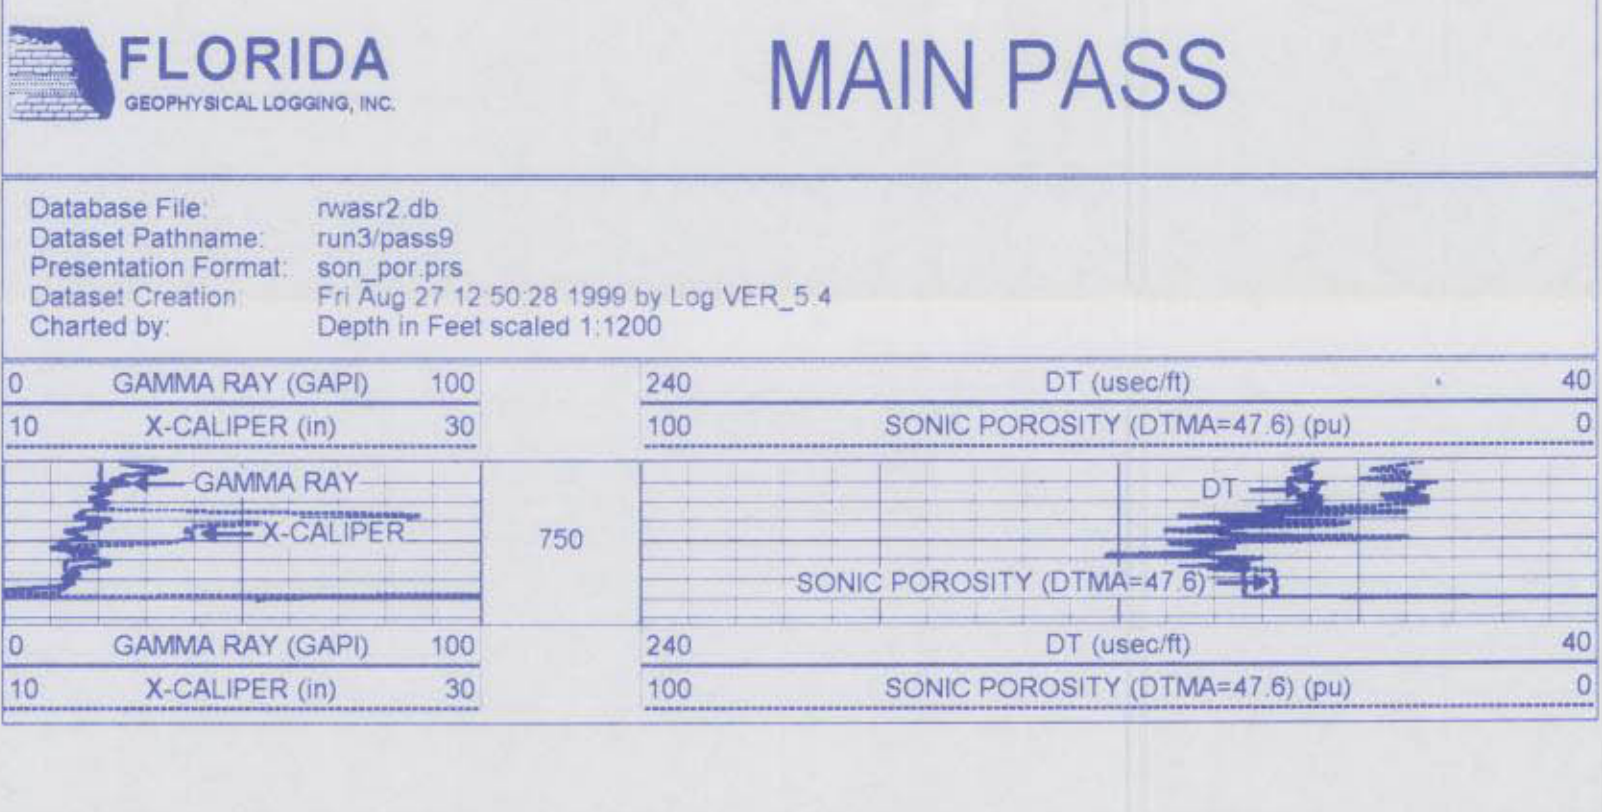 FLORIDA
GEOPHYSICAL LOGGING, INC.
MAIN PASS
Database File: rwasr2.db
Dataset Pathname: run3/pass9
Presentation Format: son_por.prs
Dataset Creation: Fri Aug 27 12:50:28 1999 by Log VER_5.4
Charted by: Depth in Feet scaled 1:1200
0 GAMMA RAY (GAPI) 100 240 DT (usec/ft) 40
10 X-CALIPER (in) 30 100 SONIC POROSITY (DTMA=47.6) (pu) 0
GAMMA RAY
DT
X-CALIPER
750
SONIC POROSITY (DTMA=47.6)
0 GAMMA RAY (GAPI) 100 240 DT (usec/ft) 40
10 X-CALIPER (in) 30 100 SONIC POROSITY (DTMA=47.6) (pu) 0